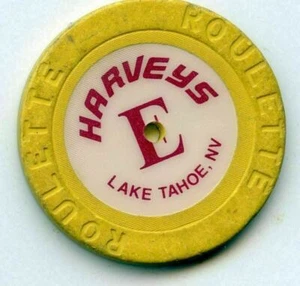 HARVEYS
E
LAKE TAHOE, NV
ROULETTE
ROULETTE